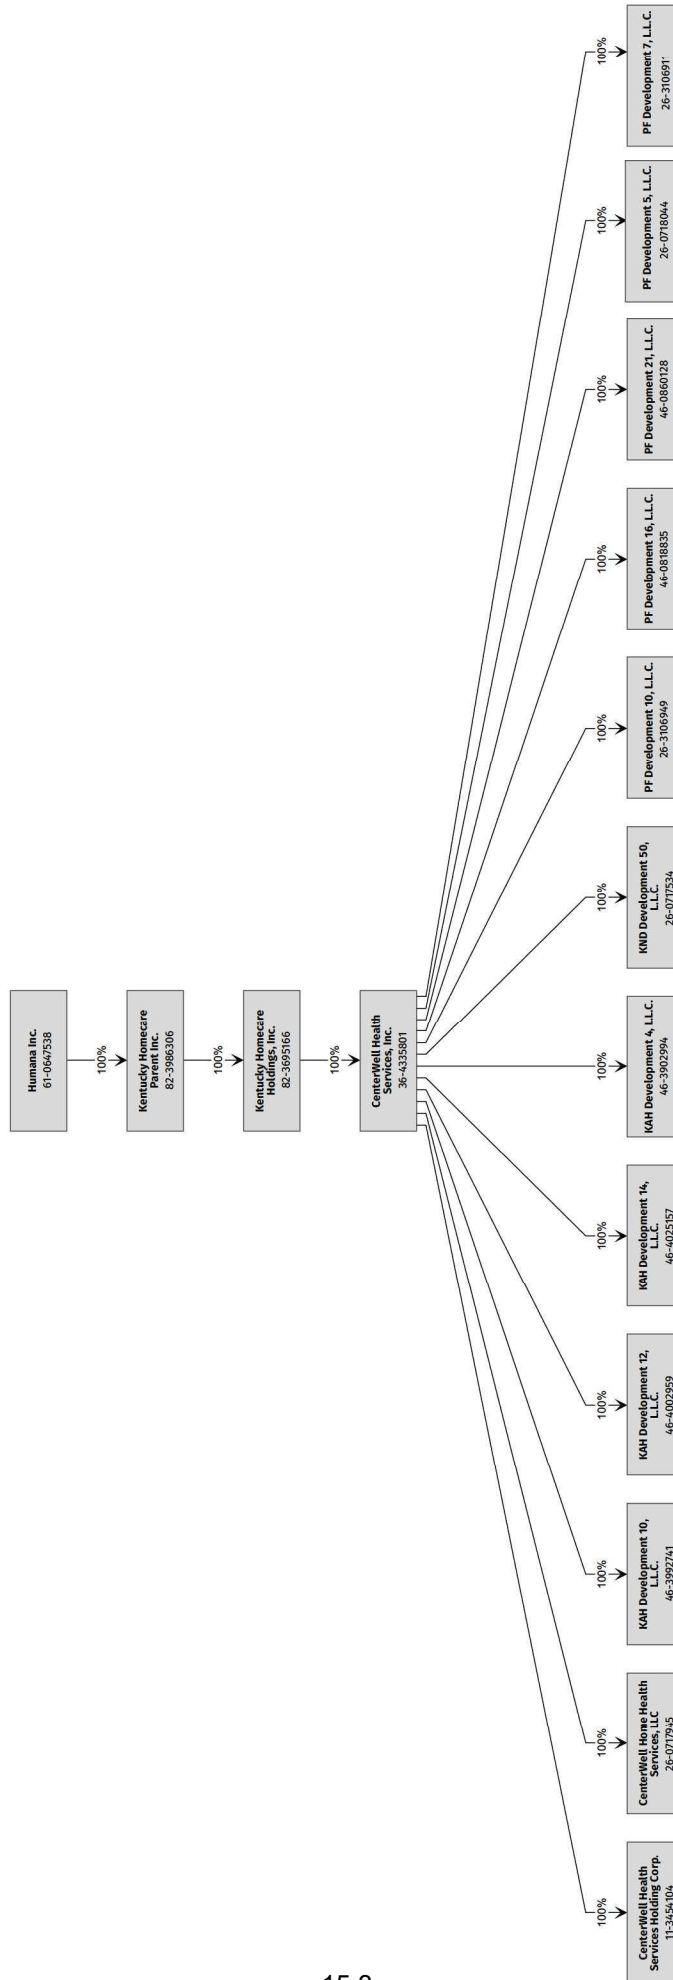 Humana Inc.
61-0647538
100%
Kentucky Homecare
Parent Inc.
82-3986306
100%
Kentucky Homecare
Holdings, Inc.
82-3695166
100%
CenterWell Health
Services, Inc.
36-4335801
100%
100%
100%
100%
100%
100%
100%
100%
100%
100%
100%
100%
CenterWell Health
Services Holding Corp.
11-3454104
CenterWell Home Health
Services, LLC
26-0717945
KAH Development 10,
L.L.C.
46-3992741
KAH Development 12,
L.L.C.
46-4002959
KAH Development 14,
L.L.C.
46-4025157
KAH Development 4, L.L.C.
46-3902994
KND Development 50,
L.L.C.
26-0717534
PF Development 10, L.L.C.
26-3106949
PF Development 16, L.L.C.
46-0818835
PF Development 21, L.L.C.
46-0860128
PF Development 5, L.L.C.
26-0718044
PF Development 7, L.L.C.